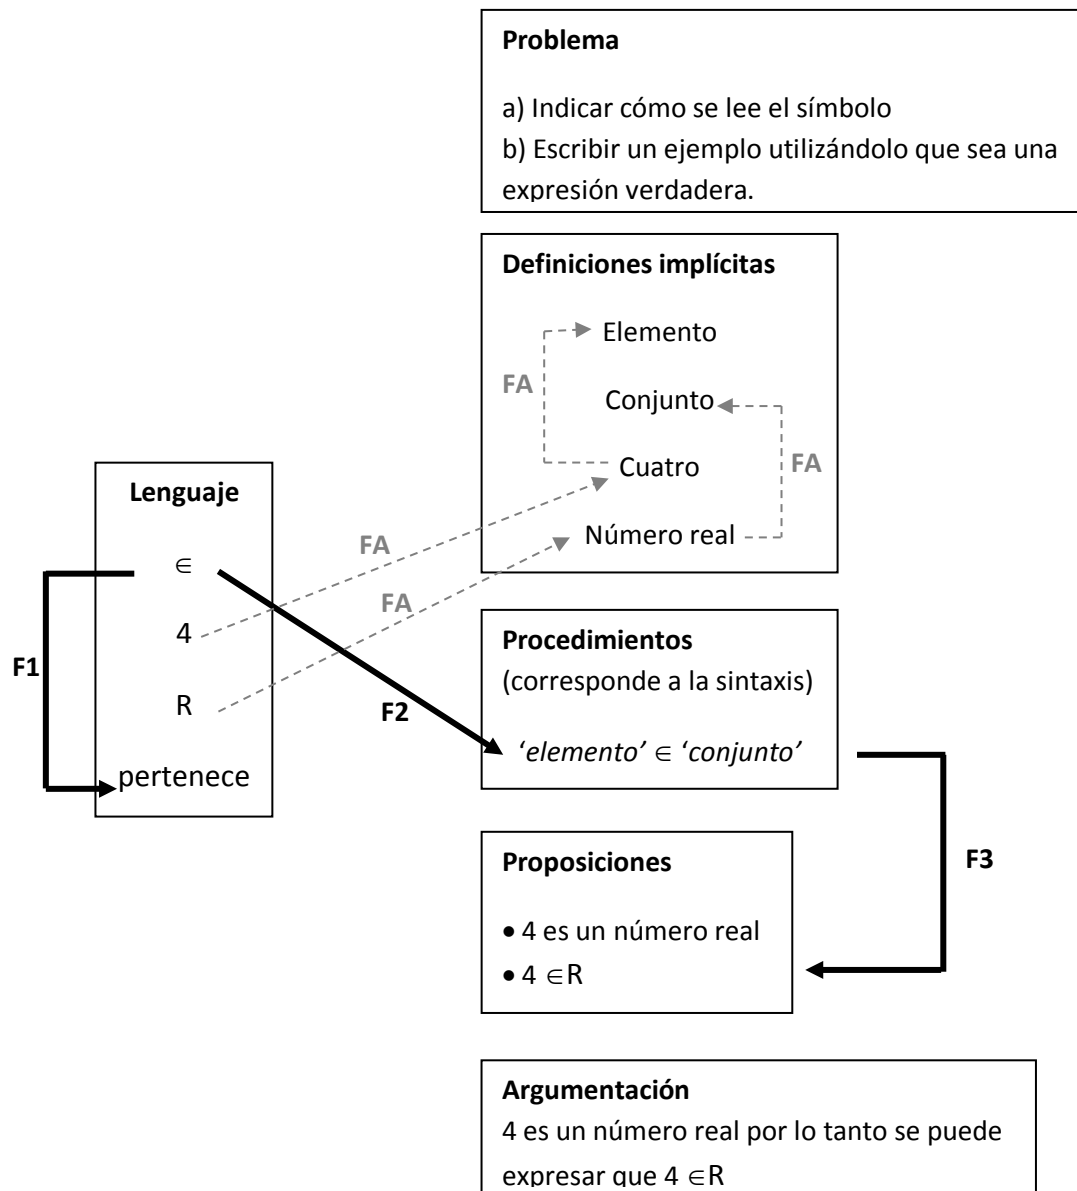 Problema
a) Indicar cómo se lee el símbolo
b) Escribir un ejemplo utilizándolo que sea una
expresión verdadera.
Definiciones implícitas
Elemento
FA
Conjunto
Cuatro
FA
Número real
Lenguaje
∈
4
R
pertenece
FA
FA
F1
F2
Procedimientos
(corresponde a la sintaxis)
‘elemento’ ∈ ‘conjunto’
F3
Proposiciones
• 4 es un número real
• 4 ∈R
Argumentación
4 es un número real por lo tanto se puede
expresar que 4 ∈R